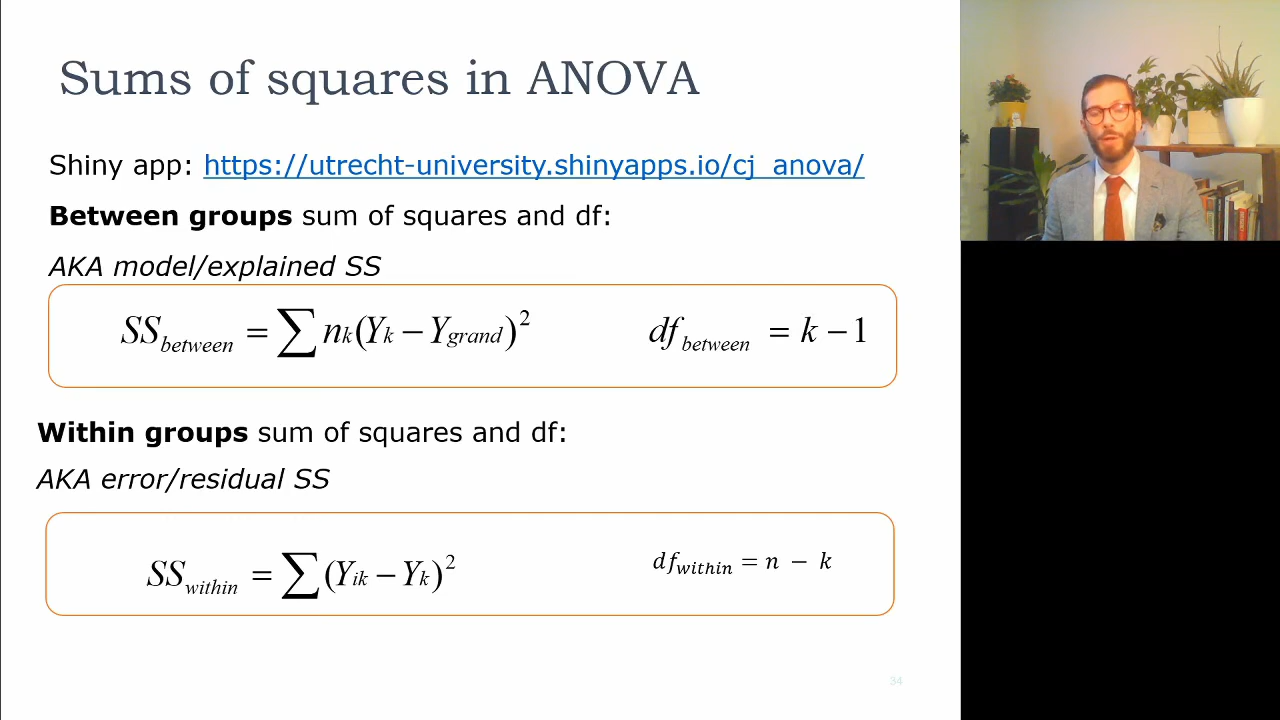 Sums of squares in ANOVA
Shiny app: https://utrecht-university.shinyapps.io/cj_anova/
Between groups sum of squares and df:
AKA model/explained SS
SS_between = ∑ n_k(Y_k − Y_grand)^2 df_between = k − 1
Within groups sum of squares and df:
AKA error/residual SS
SS_within = ∑ (Y_ik − Y_k)^2 df_within = n − k
34